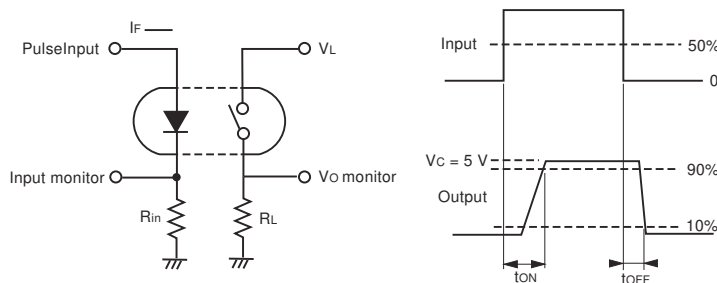 IF
PulseInput
VL
Input monitor
VO monitor
Rin
RL
Input
50%
0
VC = 5 V
90%
Output
10%
tON
tOFF